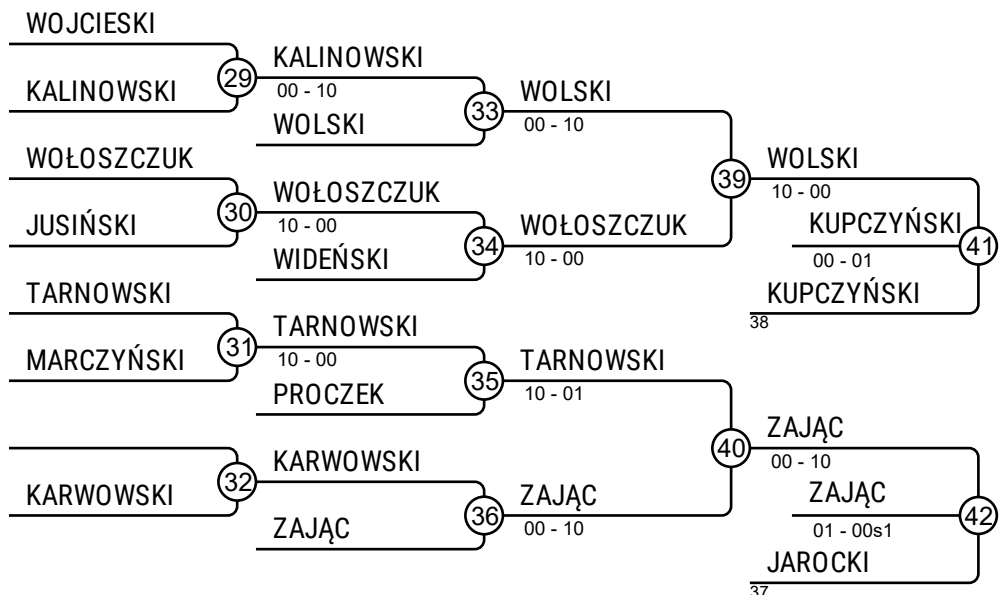 WOJCIESKI
29
KALINOWSKI
KALINOWSKI
00 - 10
WOLSKI
33
WOLSKI
00 - 10
WOŁOSZCZUK
30
JUSIŃSKI
WOŁOSZCZUK
10 - 00
WIDEŃSKI
34
WOŁOSZCZUK
10 - 00
39
WOLSKI
10 - 00
KUPCZYŃSKI
00 - 01
41
KUPCZYŃSKI
38
TARNOWSKI
31
MARCZYŃSKI
TARNOWSKI
10 - 00
PROCZEK
35
TARNOWSKI
10 - 01
32
KARWOWSKI
KARWOWSKI
ZAJĄC
36
ZAJĄC
00 - 10
40
ZAJĄC
00 - 10
ZAJĄC
01 - 00s1
42
JAROCKI
37